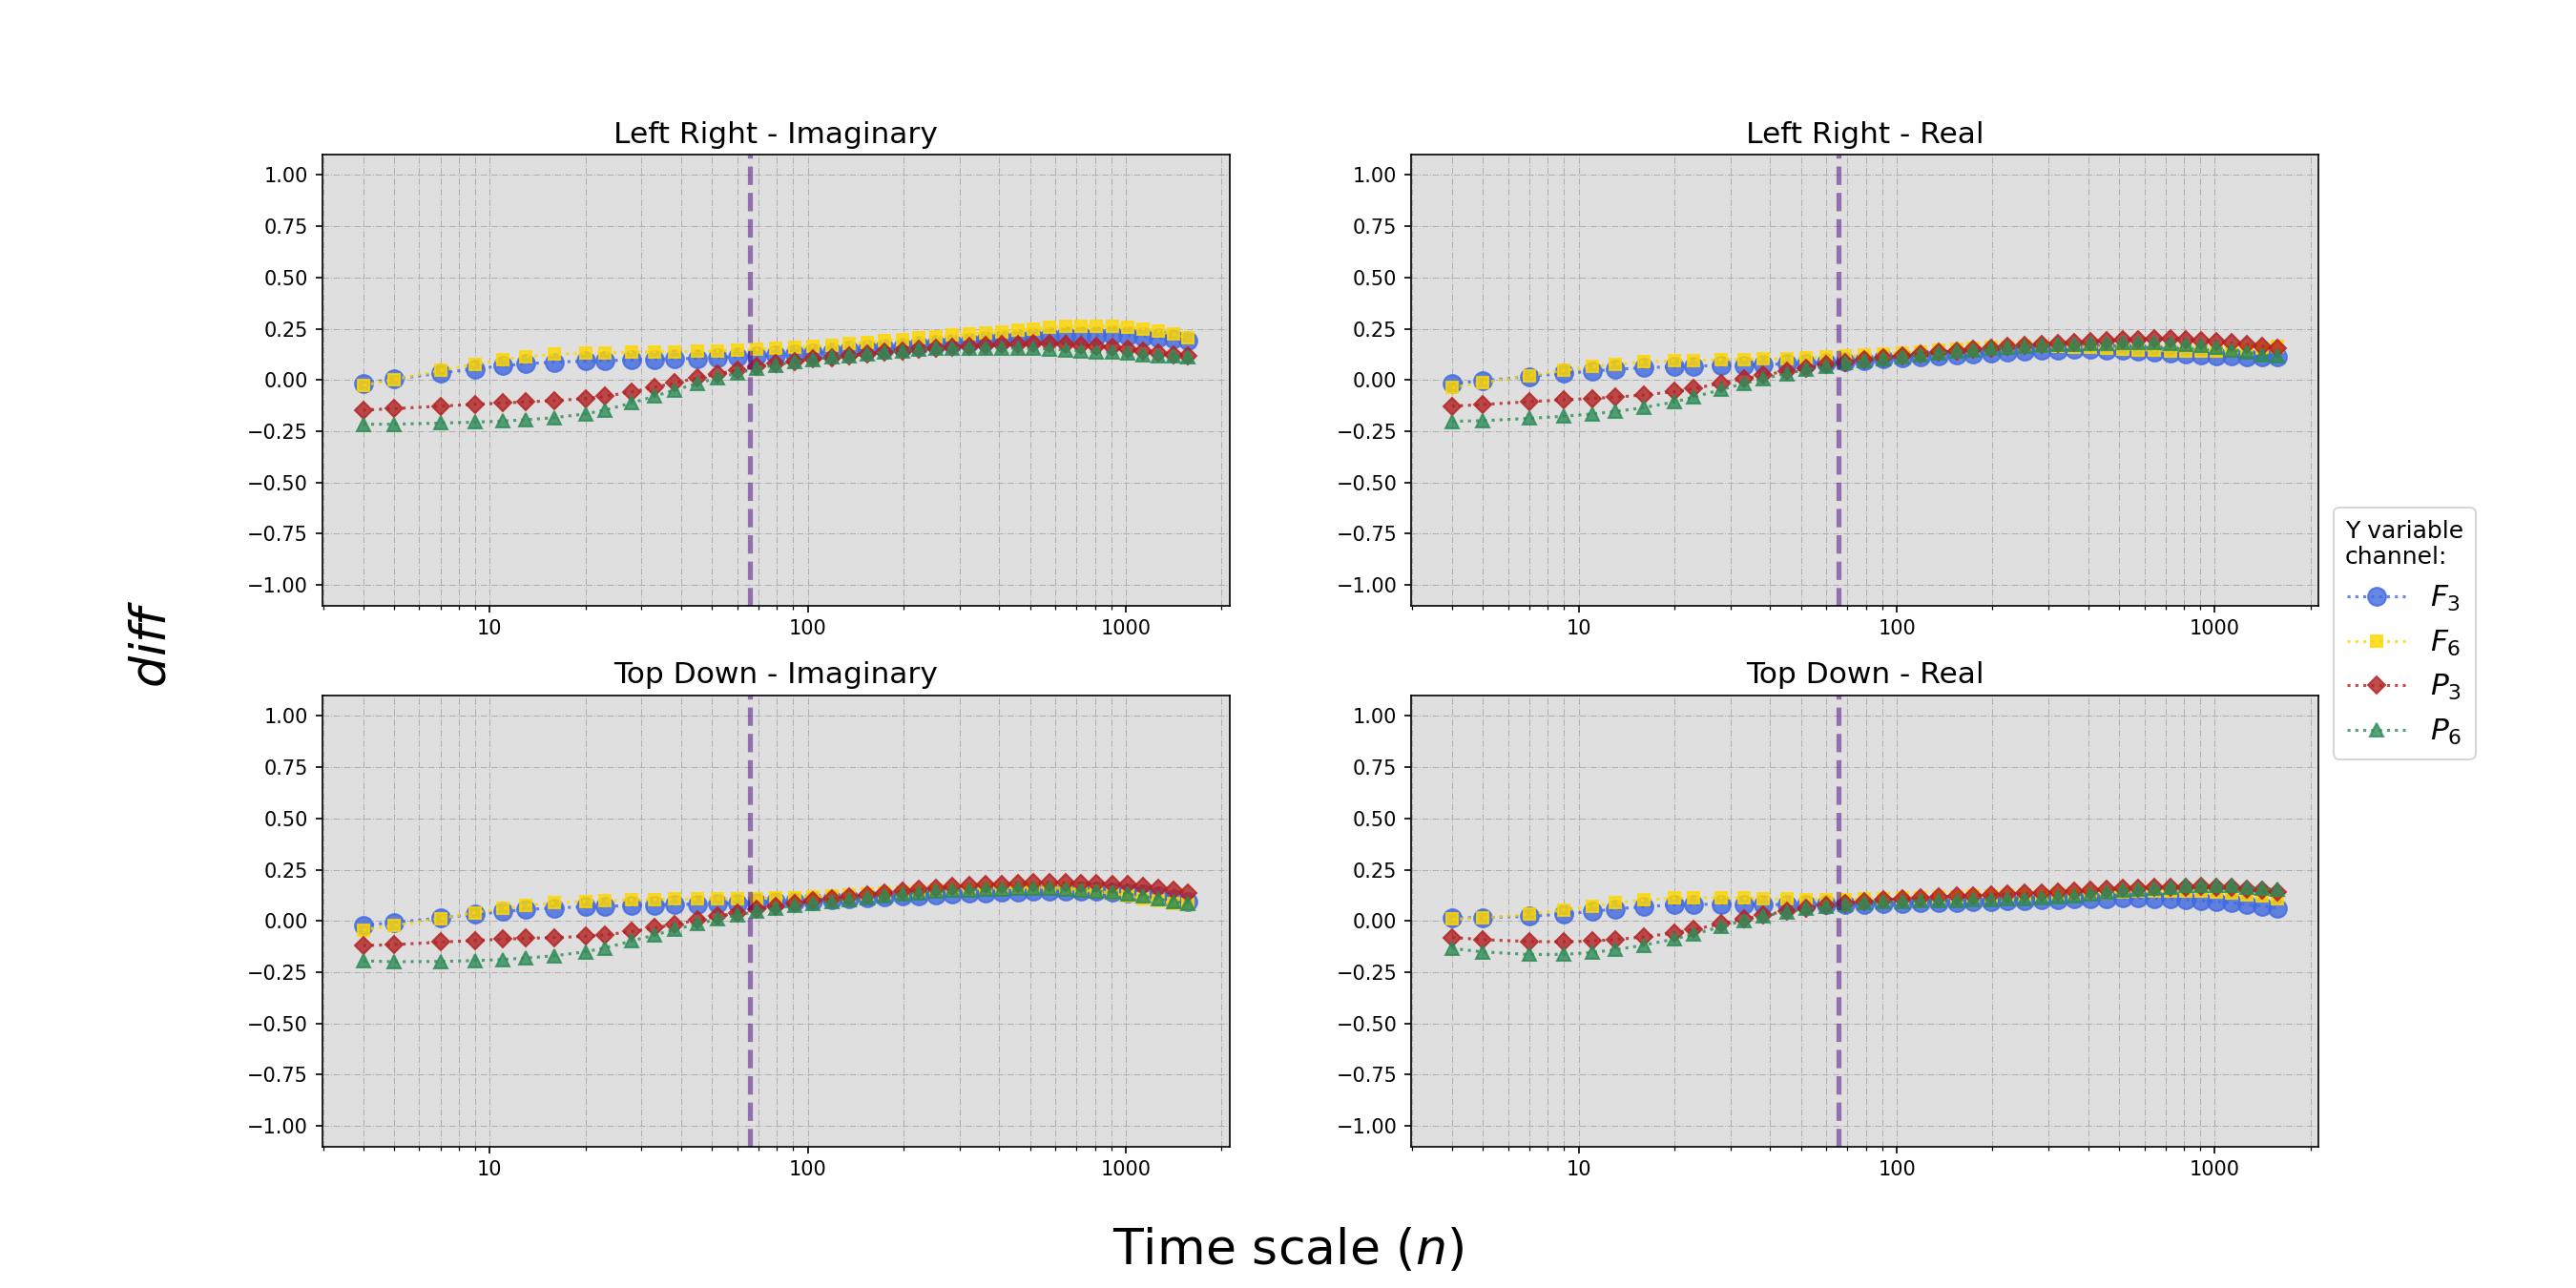 Left Right - Imaginary
Left Right - Real
1.00
0.75
0.50
0.25
0.00
−0.25
−0.50
−0.75
−1.00
10 100 1000
1.00
0.75
0.50
0.25
0.00
−0.25
−0.50
−0.75
−1.00
10 100 1000
Top Down - Imaginary
Top Down - Real
1.00
0.75
0.50
0.25
0.00
−0.25
−0.50
−0.75
−1.00
10 100 1000
1.00
0.75
0.50
0.25
0.00
−0.25
−0.50
−0.75
−1.00
10 100 1000
diff
Time scale (n)
Y variable
channel:
F₃
F₆
P₃
P₆